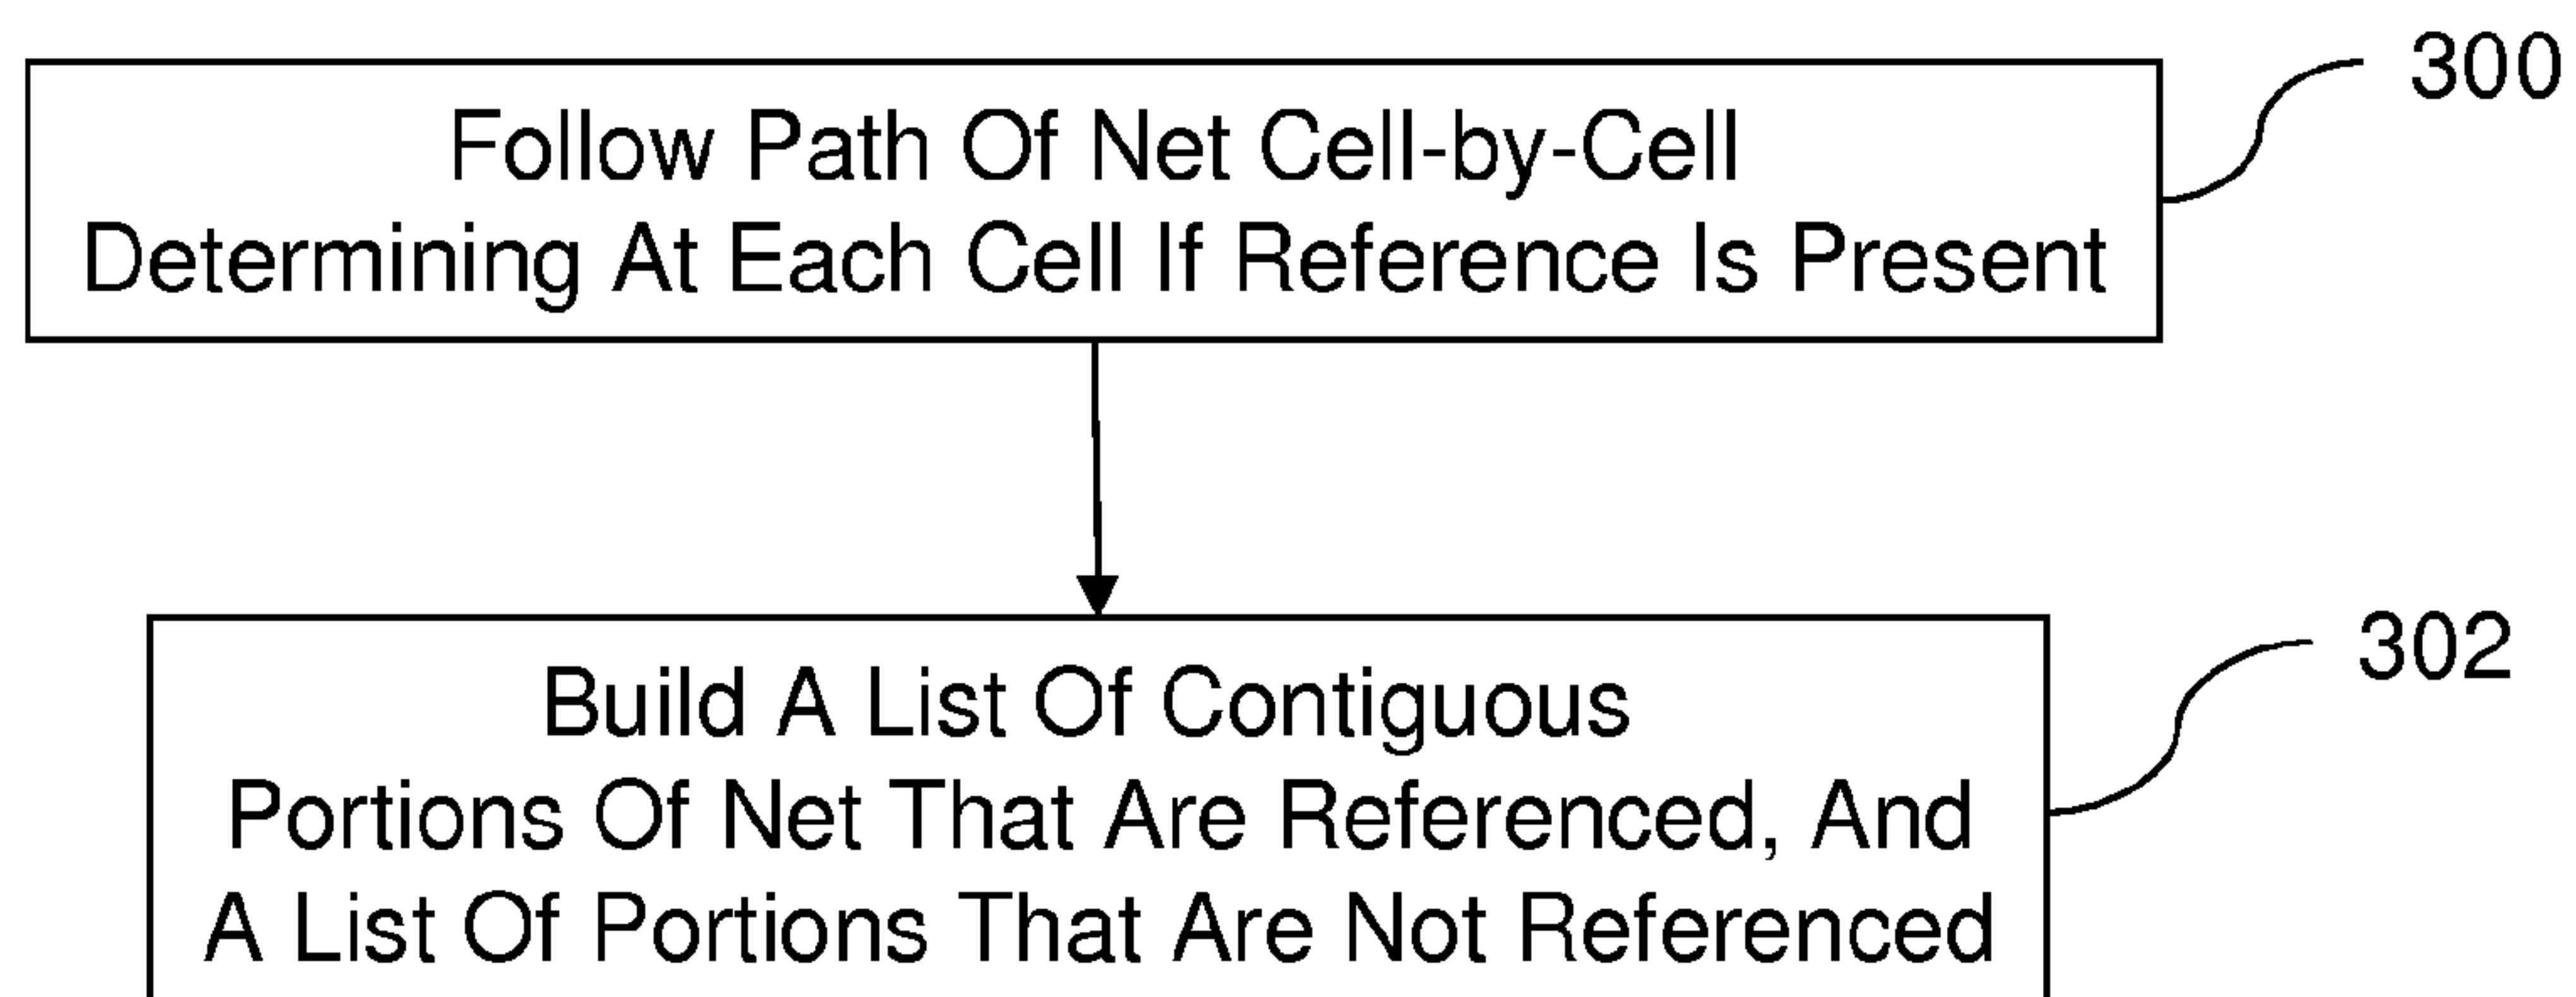 300
Follow Path Of Net Cell-by-Cell
Determining At Each Cell If Reference Is Present
302
Build A List Of Contiguous
Portions Of Net That Are Referenced, And
A List Of Portions That Are Not Referenced